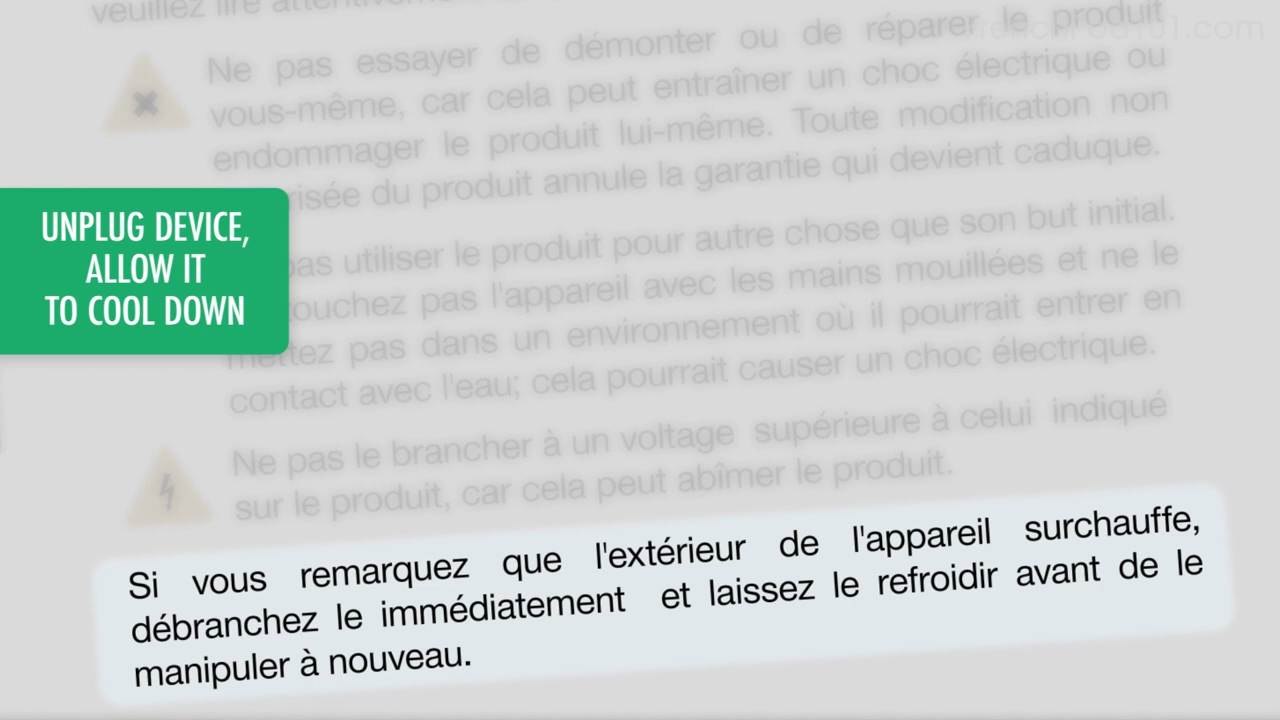 veuillez lire attentivement
Ne pas essayer de démonter ou de réparer le produit
vous-même, car cela peut entraîner un choc électrique ou
endommager le produit lui-même. Toute modification non
risée du produit annule la garantie qui devient caduque.
UNPLUG DEVICE,
ALLOW IT
TO COOL DOWN
pas utiliser le produit pour autre chose que son but initial.
touchez pas l'appareil avec les mains mouillées et ne le
mettez pas dans un environnement où il pourrait entrer en
contact avec l'eau; cela pourrait causer un choc électrique.
Ne pas le brancher à un voltage supérieure à celui indiqué
sur le produit, car cela peut abîmer le produit.
Si vous remarquez que l'extérieur de l'appareil surchauffe,
débranchez le immédiatement et laissez le refroidir avant de le
manipuler à nouveau.